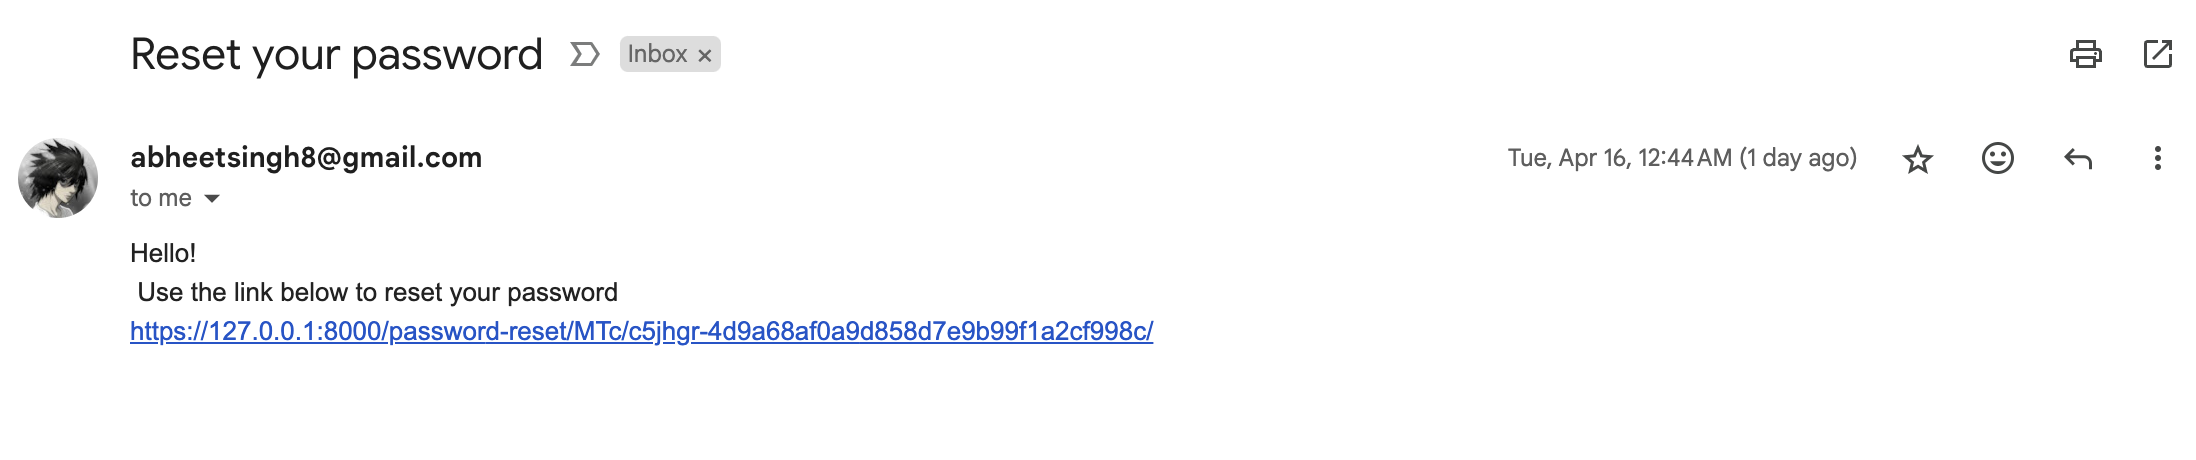 Reset your password Inbox ×
abheetsingh8@gmail.com Tue, Apr 16, 12:44 AM (1 day ago)
to me
Hello!
Use the link below to reset your password
https://127.0.0.1:8000/password-reset/MTc/c5jhgr-4d9a68af0a9d858d7e9b99f1a2cf998c/